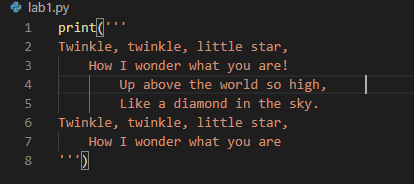 lab1.py
1 print('''
2 Twinkle, twinkle, little star,
3     How I wonder what you are!
4         Up above the world so high,
5         Like a diamond in the sky.
6 Twinkle, twinkle, little star,
7     How I wonder what you are
8 ''')